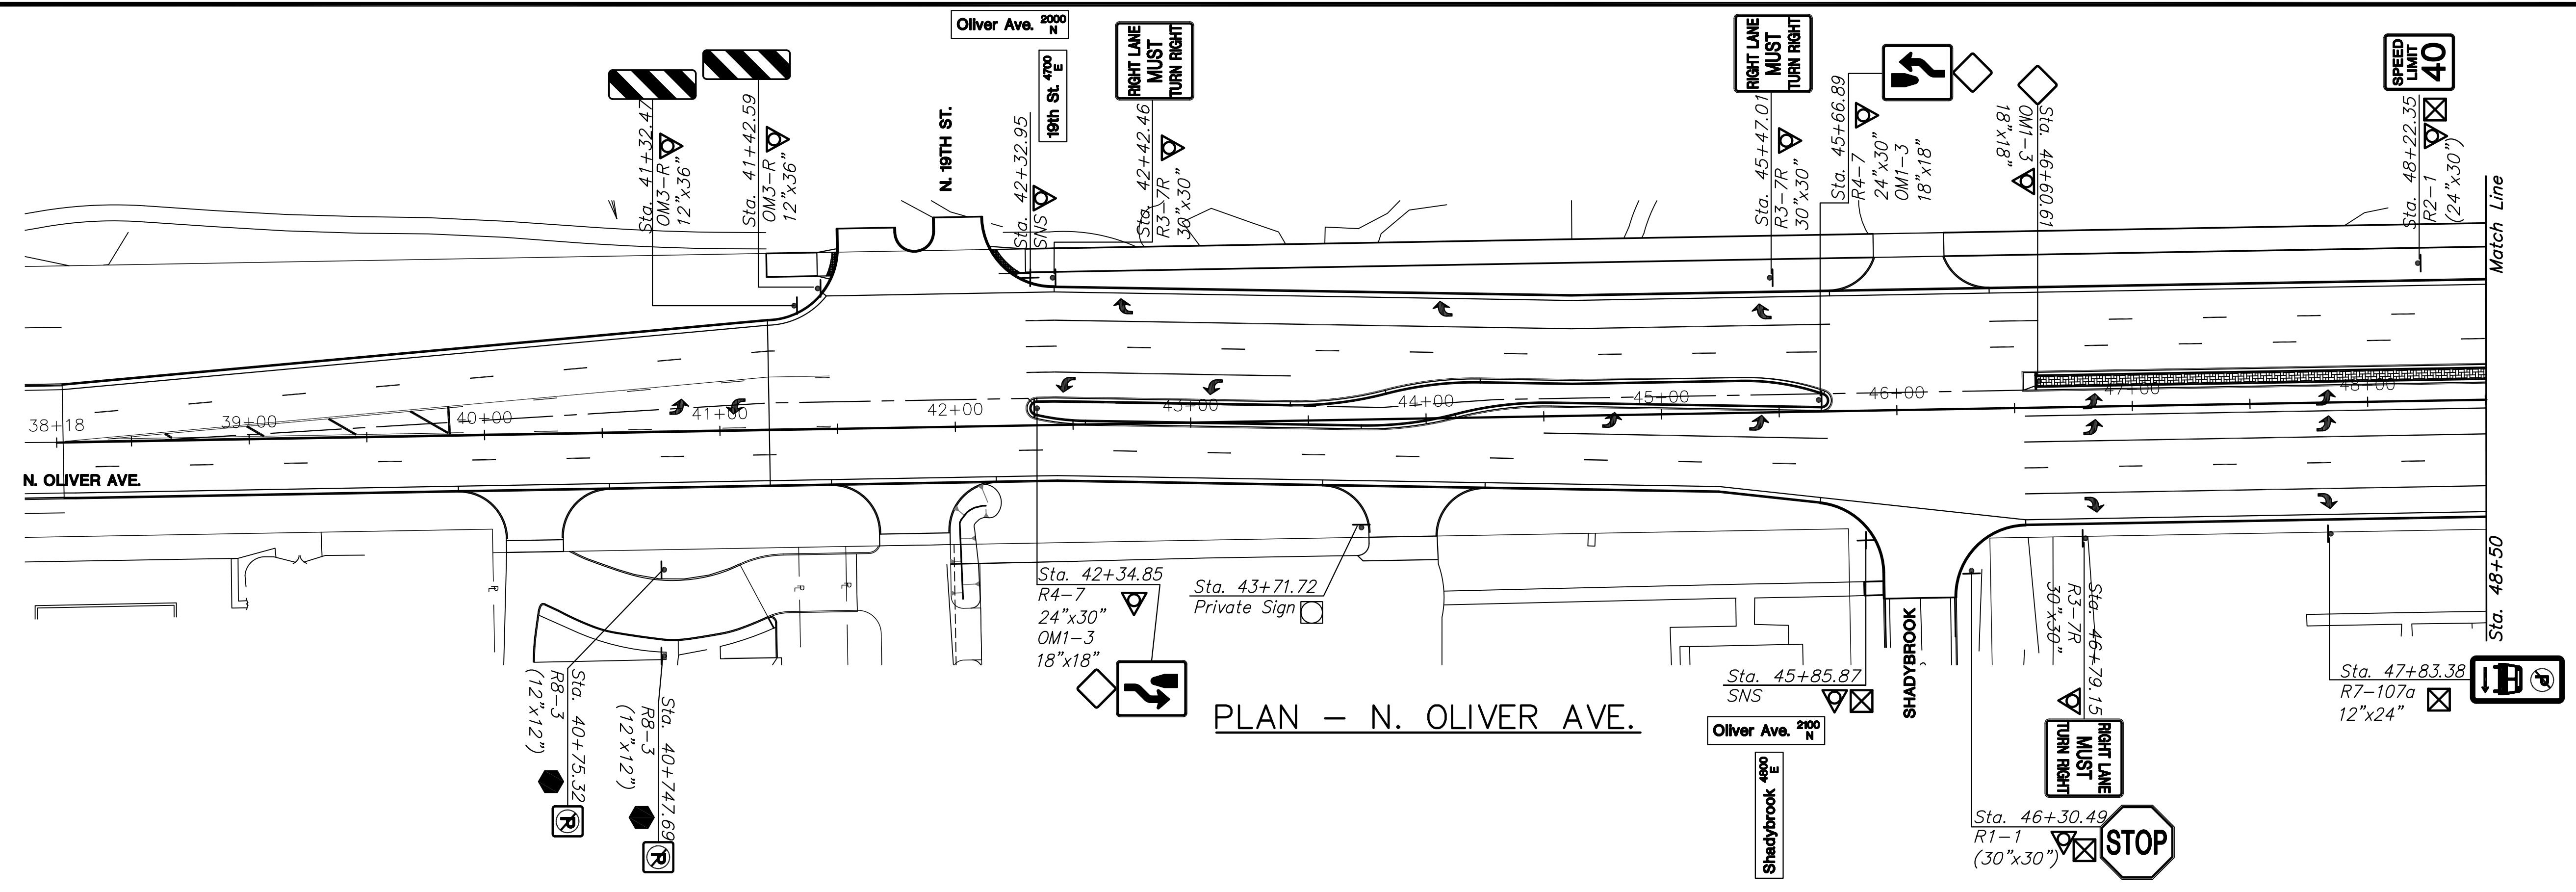 Oliver Ave. 2000 N
19th St. 4700 E
RIGHT LANE
MUST
TURN RIGHT
RIGHT LANE
MUST
TURN RIGHT
SPEED
LIMIT
40
Sta. 41+32.47
OM3-R
12"x36"
Sta. 41+42.59
OM3-R
12"x36"
N. 19TH ST.
Sta. 42+32.95
SNS
Sta. 42+42.46
R3-7R
30"x30"
Sta. 45+47.01
R3-7R
30"x30"
Sta. 45+66.89
R4-7
24"x30"
OM1-3
18"x18"
Sta. 46+60.61
OM1-3
18"x18"
Sta. 48+22.35
R2-1
(24"x30")
Match Line
Sta. 48+50
38+18
39+00
40+00
41+00
42+00
43+00
44+00
45+00
46+00
47+00
48+00
N. OLIVER AVE.
Sta. 42+34.85
R4-7
24"x30"
OM1-3
18"x18"
Sta. 43+71.72
Private Sign
Sta. 45+85.87
SNS
Oliver Ave. 2100 N
Shadybrook 4800 E
SHADYBROOK
Sta. 46+79.15
R3-7R
30"x30"
RIGHT LANE
MUST
TURN RIGHT
Sta. 46+30.49
R1-1
(30"x30")
STOP
Sta. 47+83.38
R7-107a
12"x24"
P
Sta. 40+75.32
R8-3
(12"x12")
P
Sta. 40+747.69
R8-3
(12"x12")
P
PLAN - N. OLIVER AVE.